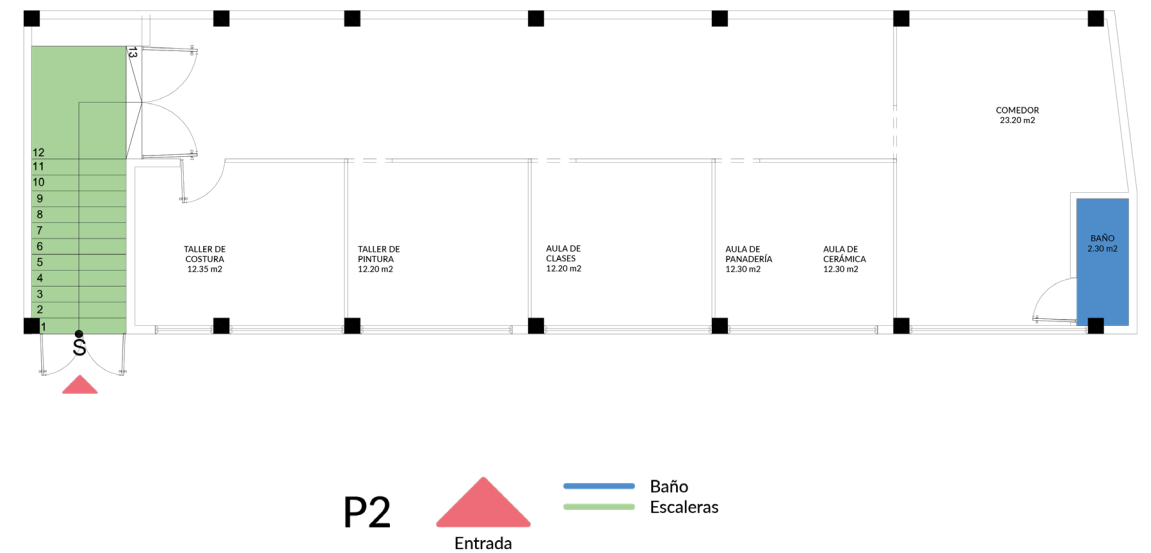 13
COMEDOR
23.20 m2
12
11
10
9
8
7
6
5
4
3
2
1
S
TALLER DE
COSTURA
12.35 m2
TALLER DE
PINTURA
12.20 m2
AULA DE
CLASES
12.20 m2
AULA DE
PANADERÍA
12.30 m2
AULA DE
CERÁMICA
12.30 m2
BAÑO
2.30 m2
P2
Entrada
Baño
Escaleras